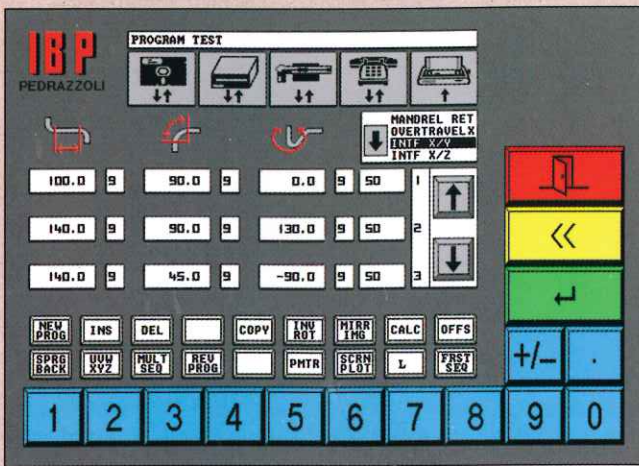 IBP
PEDRAZZOLI
PROGRAM TEST
MANDREL RET
OVERTRAVELX
INTF X/Y
INTF X/Z
100.0 9 90.0 9 0.0 9 50 1
140.0 9 90.0 9 130.0 9 50 2
140.0 9 45.0 9 -90.0 9 50 3
NEW PROG INS DEL COPY INV ROT MIRR IMG CALC OFFS
SPRG BACK UVW XYZ MULT SEQ REV PROG PMTR SCRN PLOT L FRST SEQ
+/- .
1 2 3 4 5 6 7 8 9 0